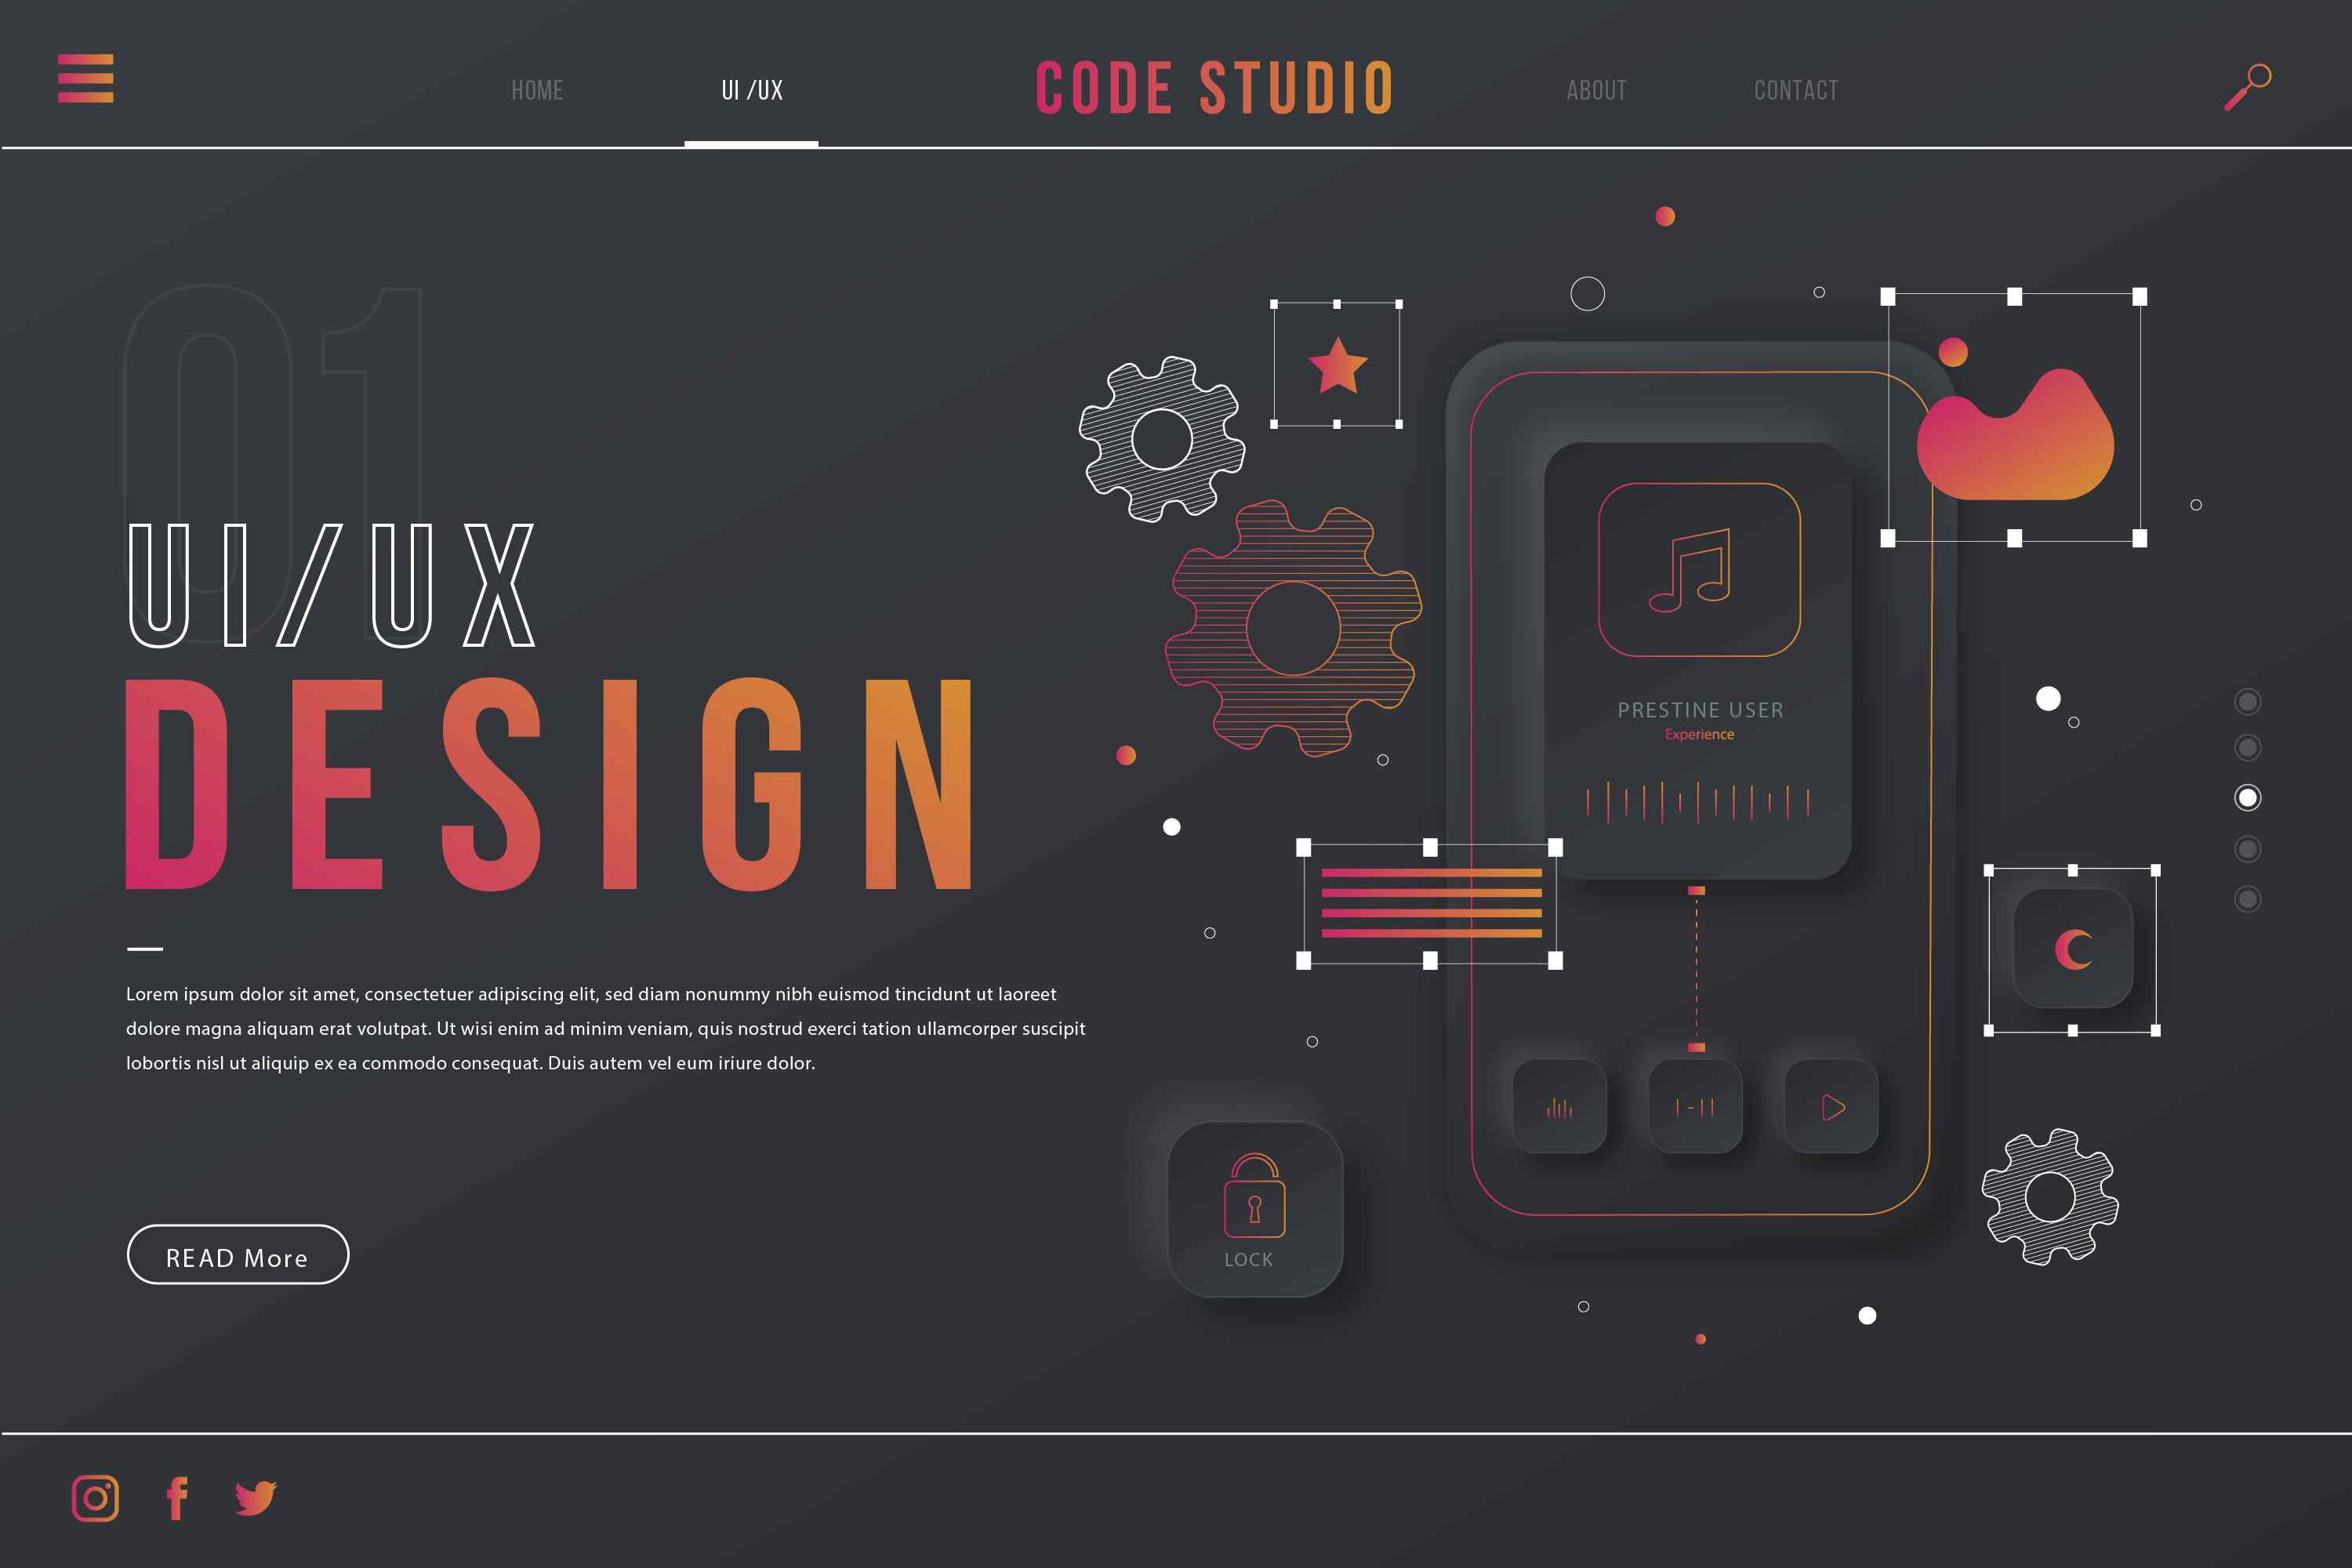 HOME
UI /UX
CODE STUDIO
ABOUT
CONTACT
01
UI/UX
DESIGN
Lorem ipsum dolor sit amet, consectetuer adipiscing elit, sed diam nonummy nibh euismod tincidunt ut laoreet
dolore magna aliquam erat volutpat. Ut wisi enim ad minim veniam, quis nostrud exerci tation ullamcorper suscipit
lobortis nisl ut aliquip ex ea commodo consequat. Duis autem vel eum iriure dolor.
READ More
PRESTINE USER
Experience
LOCK